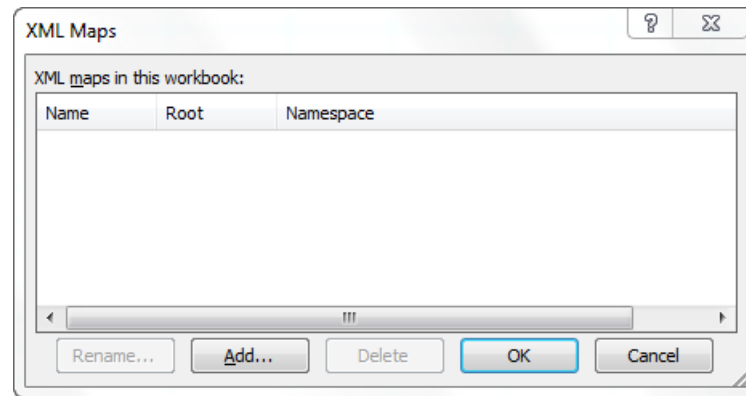 XML Maps
XML maps in this workbook:
Name Root Namespace
Rename... Add... Delete OK Cancel